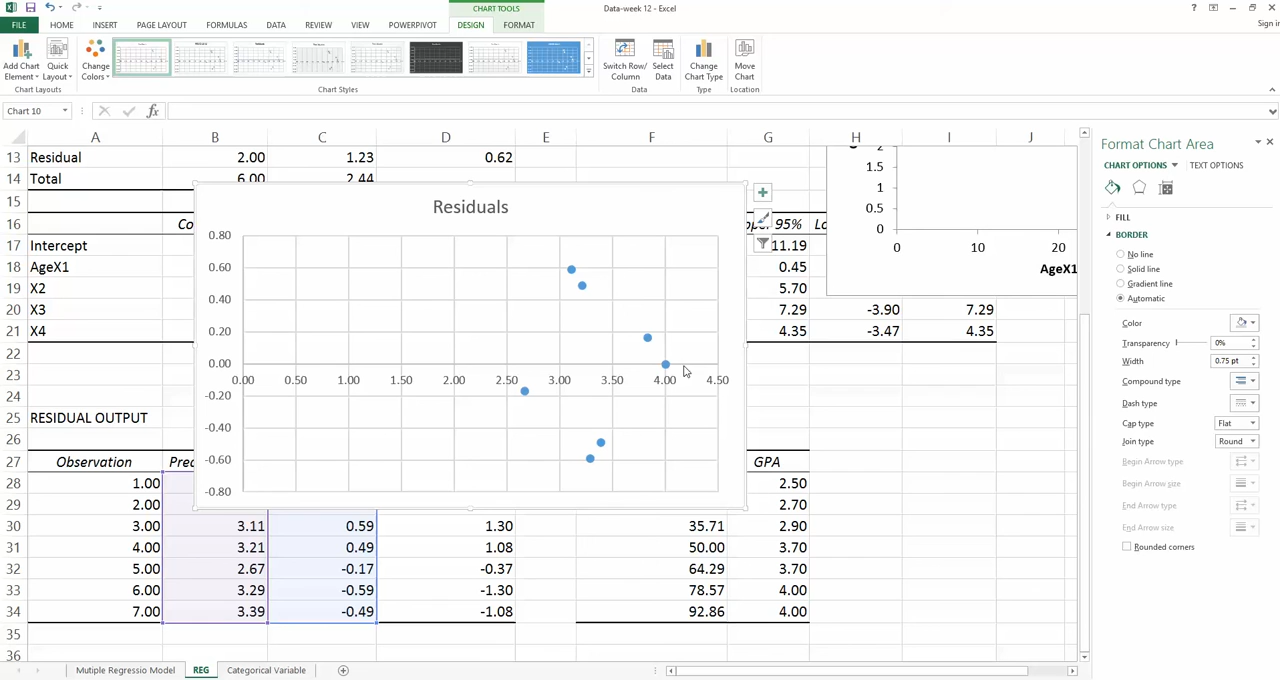 CHART TOOLS
Data-week 12 - Excel
? 
Sign in
FILE HOME INSERT PAGE LAYOUT FORMULAS DATA REVIEW VIEW POWERPIVOT DESIGN FORMAT
Add Chart Element Quick Layout Change Colors Switch Row/ Column Select Data Change Chart Type Move Chart
Chart Layouts Chart Styles Data Type Location
Chart 10 fx
A B C D E F G H I J
13 Residual 2.00 1.23 0.62
14 Total 6.00 2.44
15
16 Co oper 95% Lo
17 Intercept 11.19
18 AgeX1 0.45
19 X2 5.70
20 X3 7.29 -3.90 7.29
21 X4 4.35 -3.47 4.35
22
23
24
25 RESIDUAL OUTPUT
26
27 Observation Pred GPA
28 1.00 2.50
29 2.00 2.70
30 3.00 3.11 0.59 1.30 35.71 2.90
31 4.00 3.21 0.49 1.08 50.00 3.70
32 5.00 2.67 -0.17 -0.37 64.29 3.70
33 6.00 3.29 -0.59 -1.30 78.57 4.00
34 7.00 3.39 -0.49 -1.08 92.86 4.00
35
36
Residuals
0.80
0.60
0.40
0.20
0.00
0.00 0.50 1.00 1.50 2.00 2.50 3.00 3.50 4.00 4.50
-0.20
-0.40
-0.60
-0.80
2
1.5
1
0.5
0
0 10 20
AgeX1
Format Chart Area
CHART OPTIONS TEXT OPTIONS
FILL
BORDER
No line
Solid line
Gradient line
Automatic
Color
Transparency 0%
Width 0.75 pt
Compound type
Dash type
Cap type Flat
Join type Round
Begin Arrow type
Begin Arrow size
End Arrow type
End Arrow size
Rounded corners
Mutiple Regressio Model REG Categorical Variable